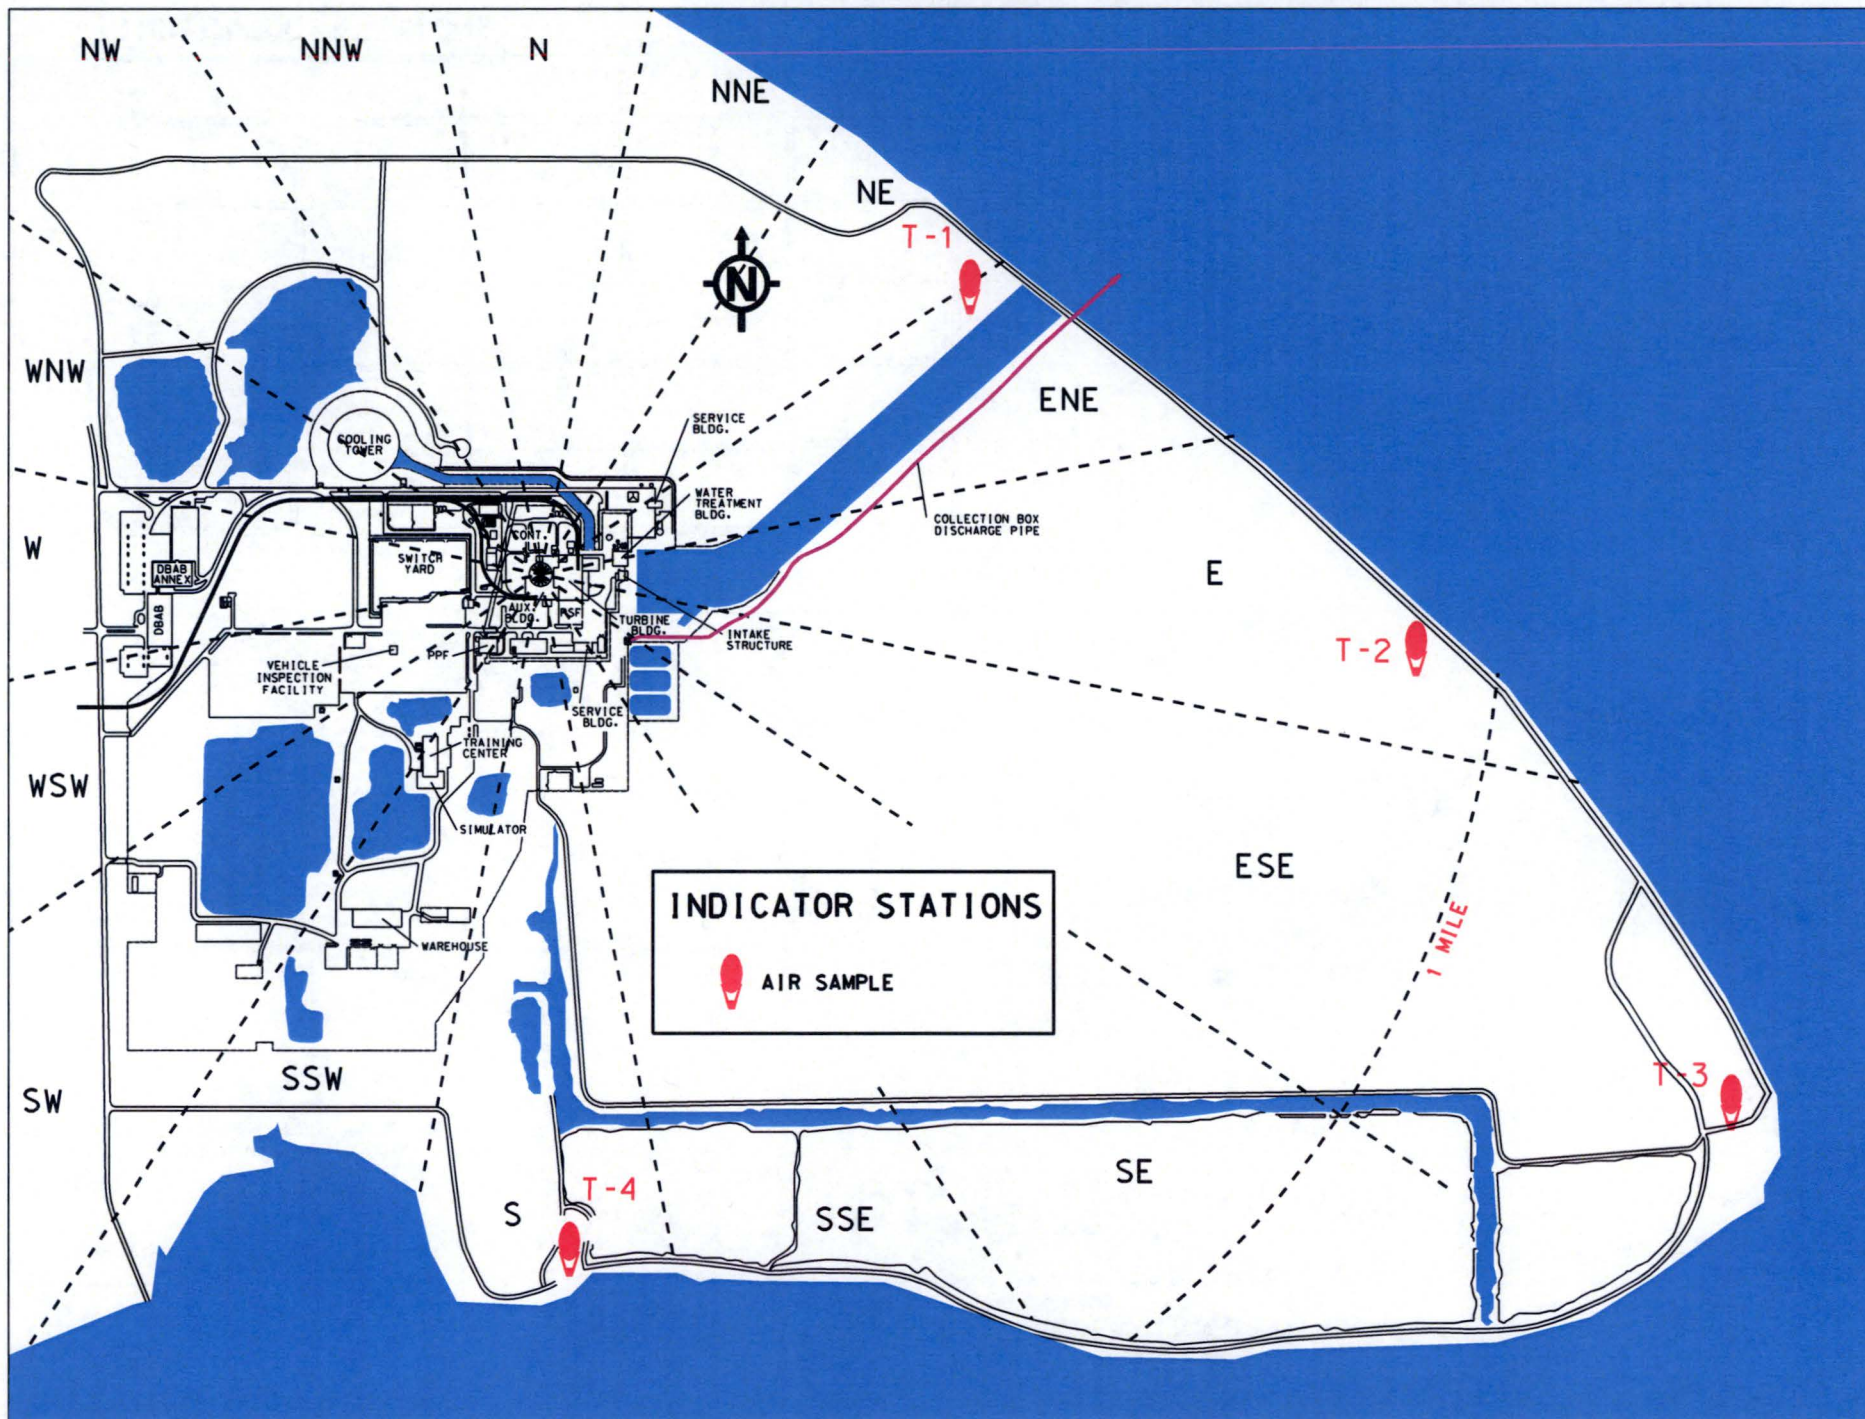 NW
NNW
N
NNE
NE
T-1
N
WNW
ENE
SERVICE
BLDG.
COOLING
TOWER
WATER
TREATMENT
BLDG.
COLLECTION BOX
DISCHARGE PIPE
CONT.
W
SWITCH
YARD
E
DBAB
ANNEX
DBAB
AUX.
BLDG.
TURBINE
BLDG.
INTAKE
STRUCTURE
T-2
PPF
VEHICLE
INSPECTION
FACILITY
SERVICE
BLDG.
TRAINING
CENTER
WSW
SIMULATOR
ESE
INDICATOR STATIONS
AIR SAMPLE
1 MILE
WAREHOUSE
SSW
SW
T-3
SE
T-4
S
SSE